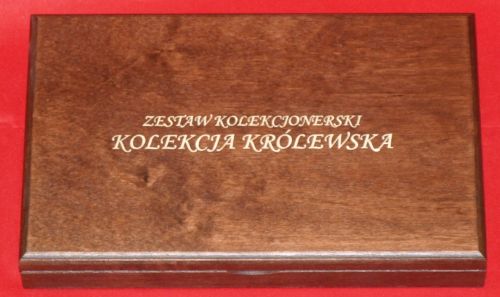 ZESTAW KOLEKCJONERSKI
KOLEKCJA KRÓLEWSKA